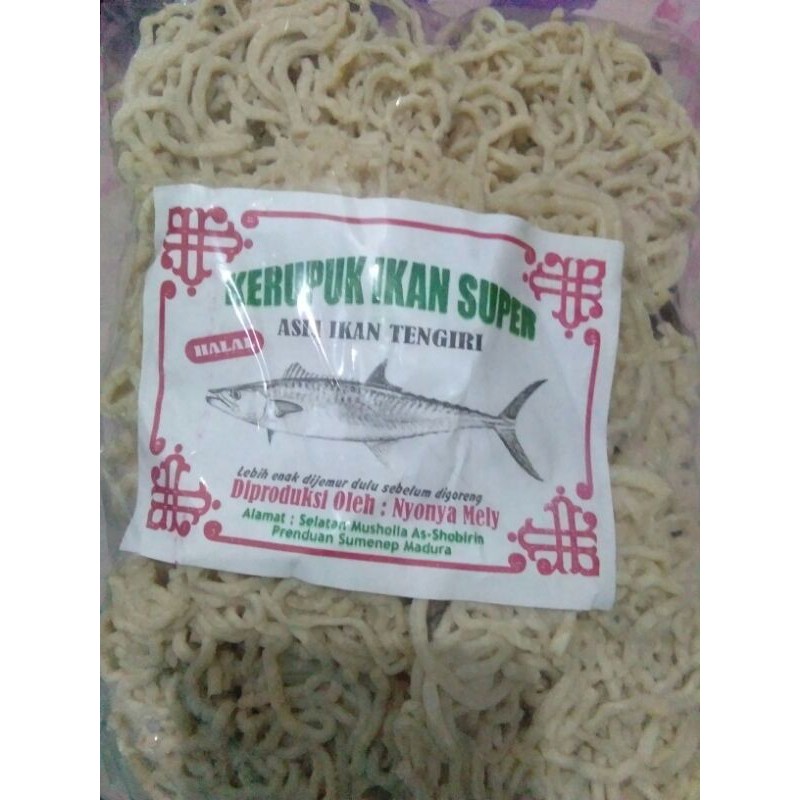 KERUPUK IKAN SUPER
ASLI IKAN TENGIRI
HALAL
Lebih enak dijemur dulu sebelum digoreng
Diproduksi Oleh : Nyonya Mely
Alamat : Selatan Musholla As-Shobirin
Prenduan Sumenep Madura